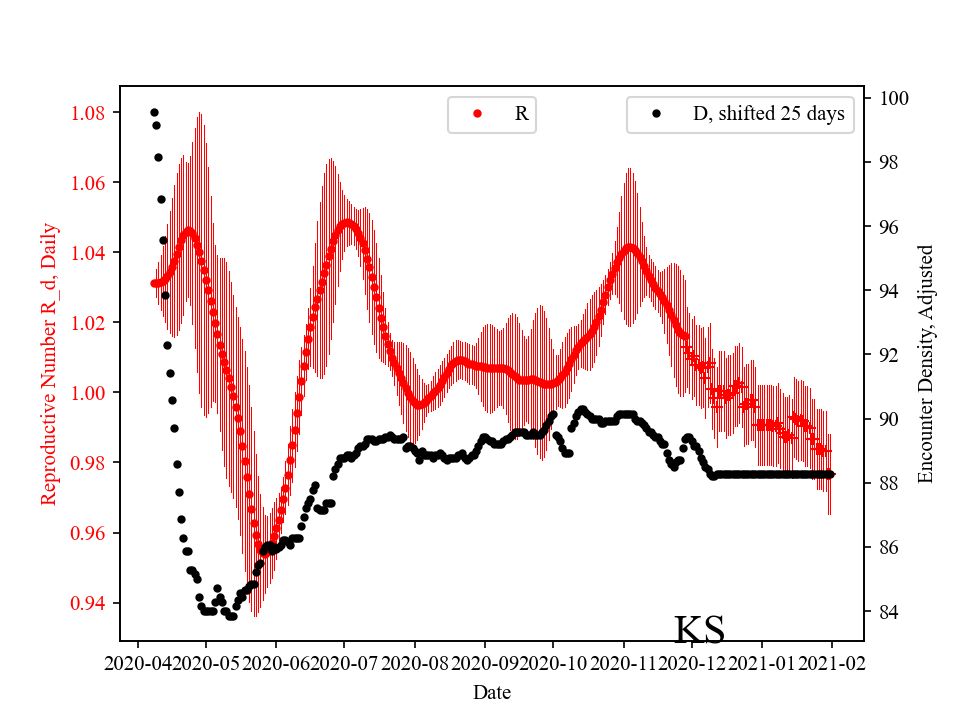 R
D, shifted 25 days
1.08
1.06
1.04
1.02
1.00
0.98
0.96
0.94
Reproductive Number R_d, Daily
100
98
96
94
92
90
88
86
84
Encounter Density, Adjusted
KS
2020-04 2020-05 2020-06 2020-07 2020-08 2020-09 2020-10 2020-11 2020-12 2021-01 2021-02
Date